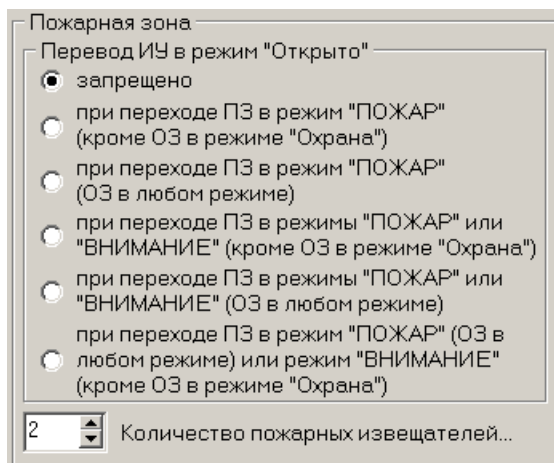 Пожарная зона
Перевод ИУ в режим "Открыто"
запрещено
при переходе ПЗ в режим "ПОЖАР"
(кроме ОЗ в режиме "Охрана")
при переходе ПЗ в режим "ПОЖАР"
(ОЗ в любом режиме)
при переходе ПЗ в режимы "ПОЖАР" или
"ВНИМАНИЕ" (кроме ОЗ в режиме "Охрана")
при переходе ПЗ в режимы "ПОЖАР" или
"ВНИМАНИЕ" (ОЗ в любом режиме)
при переходе ПЗ в режим "ПОЖАР" (ОЗ в
любом режиме) или режим "ВНИМАНИЕ"
(кроме ОЗ в режиме "Охрана")
2 Количество пожарных извещателей...